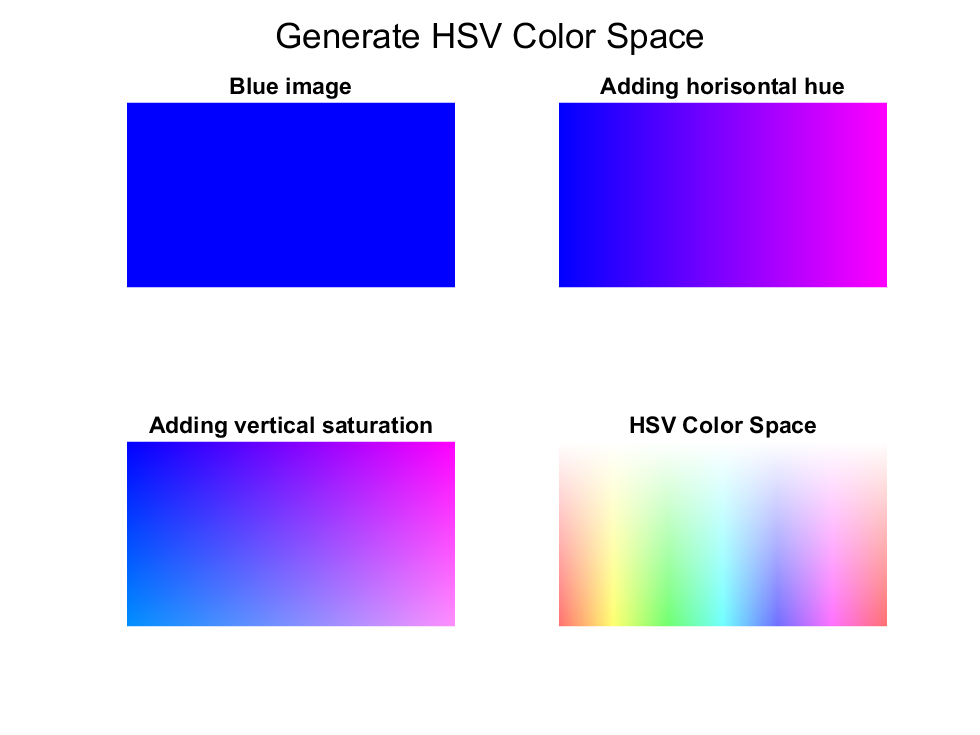 Generate HSV Color Space
Blue image
Adding horisontal hue
Adding vertical saturation
HSV Color Space